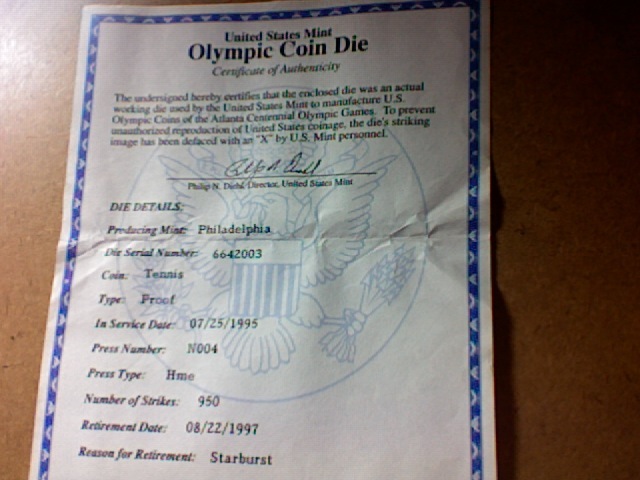 United States Mint
Olympic Coin Die
Certificate of Authenticity
The undersigned hereby certifies that the enclosed die was an actual
working die used by the United States Mint to manufacture U.S.
Olympic Coins of the Atlanta Centennial Olympic Games. To prevent
unauthorized reproduction of United States coinage, the die's striking
image has been defaced with an "X" by U.S. Mint personnel.
Philip N. Diehl, Director, United States Mint
DIE DETAILS:
Producing Mint: Philadelphia
Die Serial Number: 6642003
Coin: Tennis
Type: Proof
In Service Date: 07/25/1995
Press Number: N004
Press Type: Hme
Number of Strikes: 950
Retirement Date: 08/22/1997
Reason for Retirement: Starburst